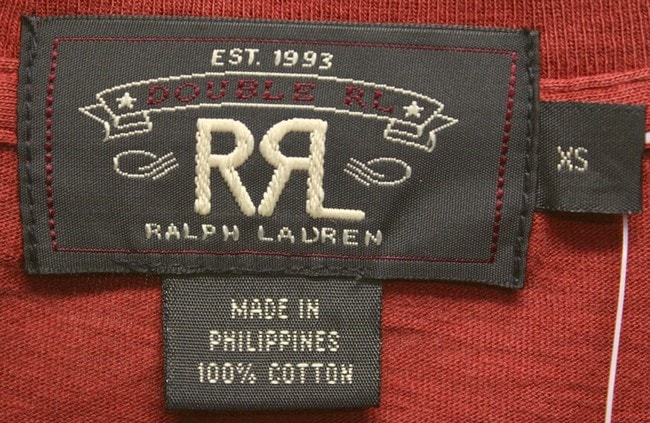 EST. 1993
DOUBLE RL
RRL
RALPH LAUREN
XS
MADE IN
PHILIPPINES
100% COTTON